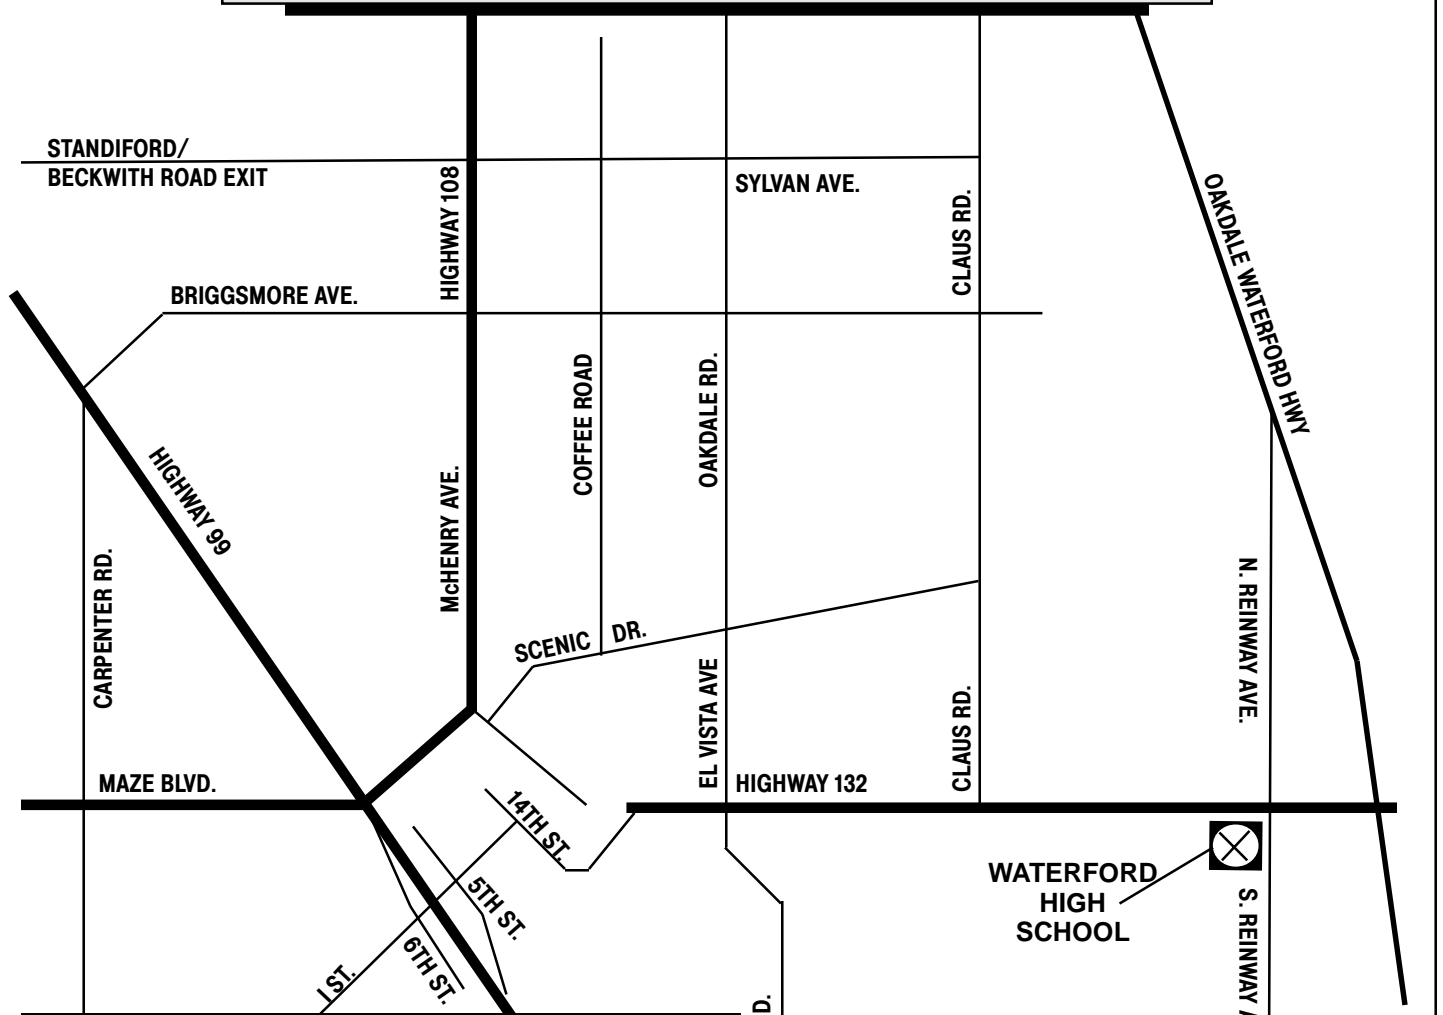 STANDIFORD/
BECKWITH ROAD EXIT
HIGHWAY 108
SYLVAN AVE.
CLAUS RD.
OAKDALE WATERFORD HWY
BRIGGSMORE AVE.
HIGHWAY 99
COFFEE ROAD
OAKDALE RD.
McHENRY AVE.
CARPENTER RD.
N. REINWAY AVE.
SCENIC DR.
EL VISTA AVE
CLAUS RD.
MAZE BLVD.
HIGHWAY 132
14TH ST.
WATERFORD
HIGH
SCHOOL
5TH ST.
6TH ST.
I ST.
S. REINWAY
D.